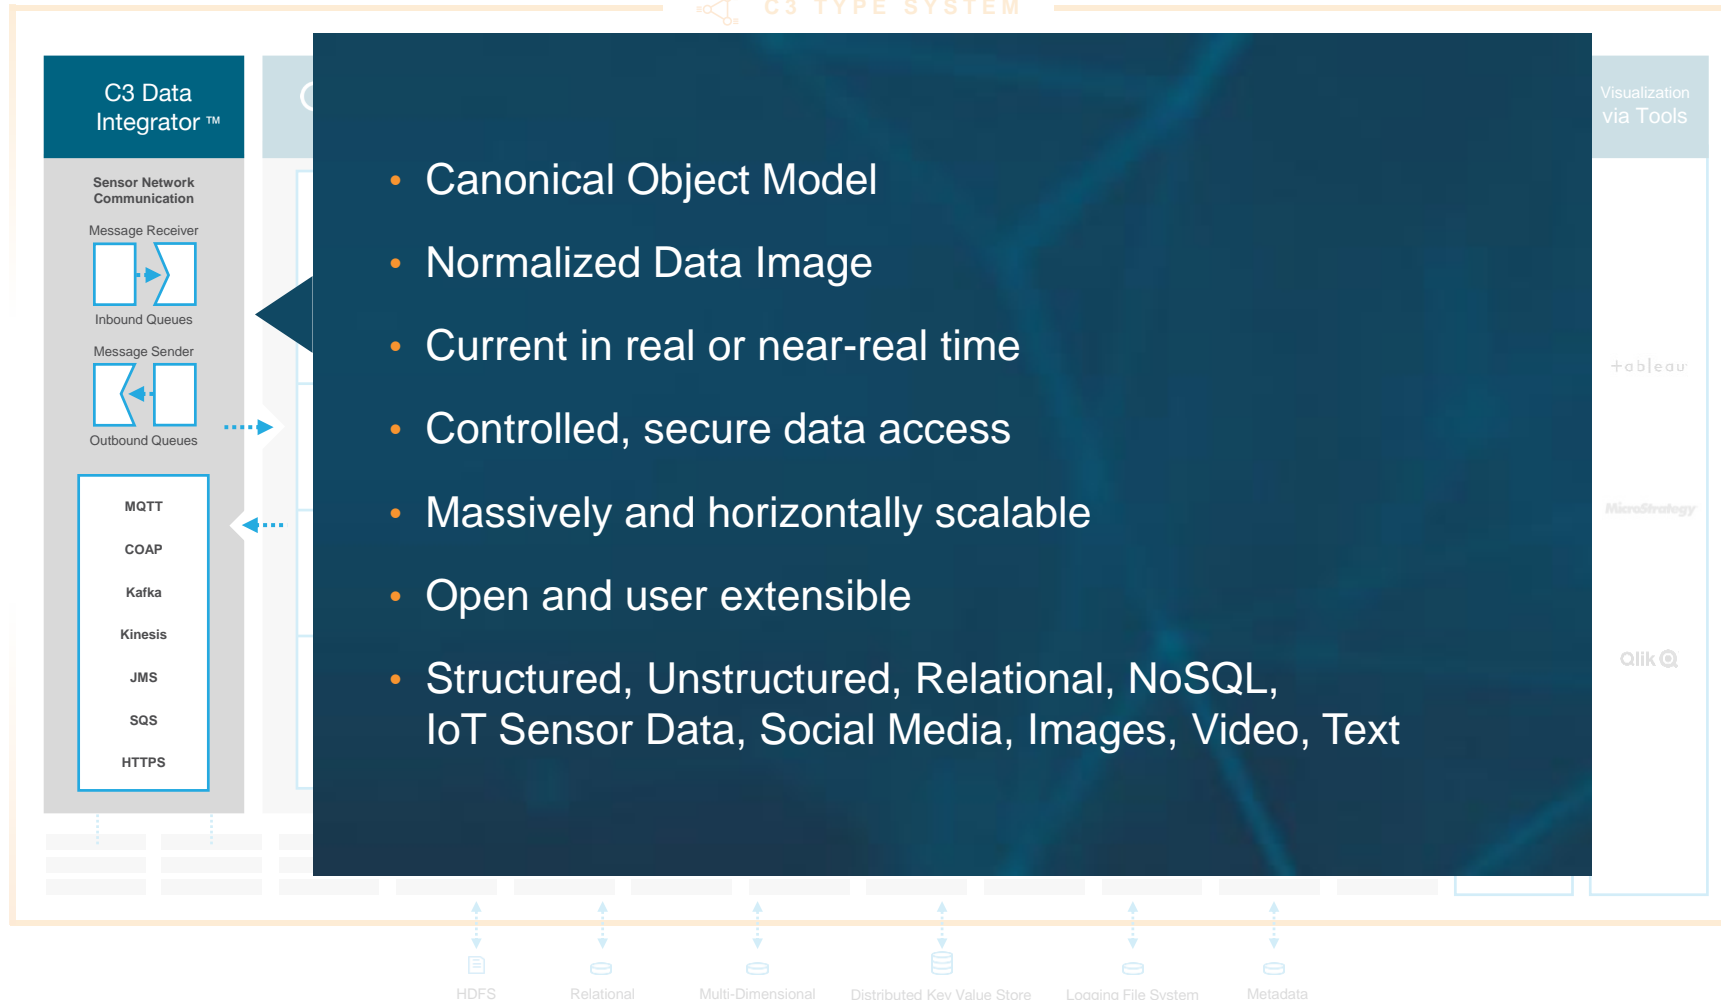 C3 TYPE SYSTEM
C3 Data
Integrator ™
Sensor Network
Communication
Message Receiver
Inbound Queues
Message Sender
Outbound Queues
MQTT
COAP
Kafka
Kinesis
JMS
SQS
HTTPS
• Canonical Object Model
• Normalized Data Image
• Current in real or near-real time
• Controlled, secure data access
• Massively and horizontally scalable
• Open and user extensible
• Structured, Unstructured, Relational, NoSQL,
IoT Sensor Data, Social Media, Images, Video, Text
Visualization
via Tools
+ableau
MicroStrategy
Qlik
HDFS
Relational
Multi-Dimensional
Distributed Key Value Store
Logging File System
Metadata